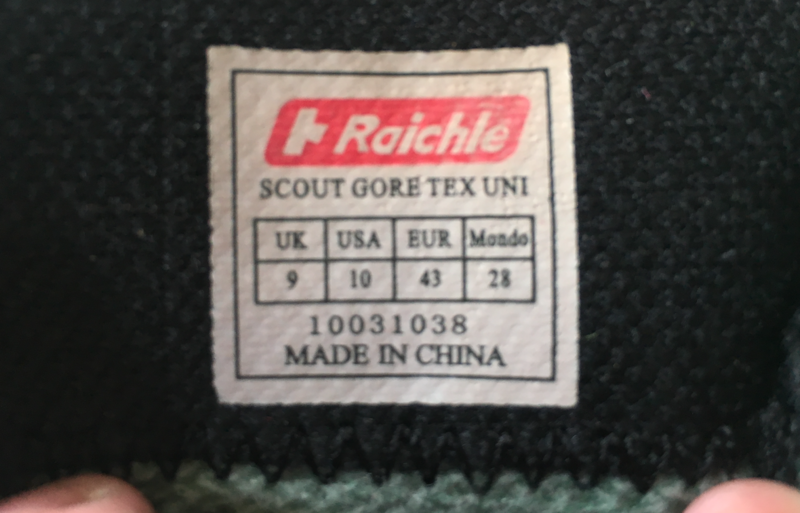 Raichle
SCOUT GORE TEX UNI
UK USA EUR Mondo
9 10 43 28
10031038
MADE IN CHINA